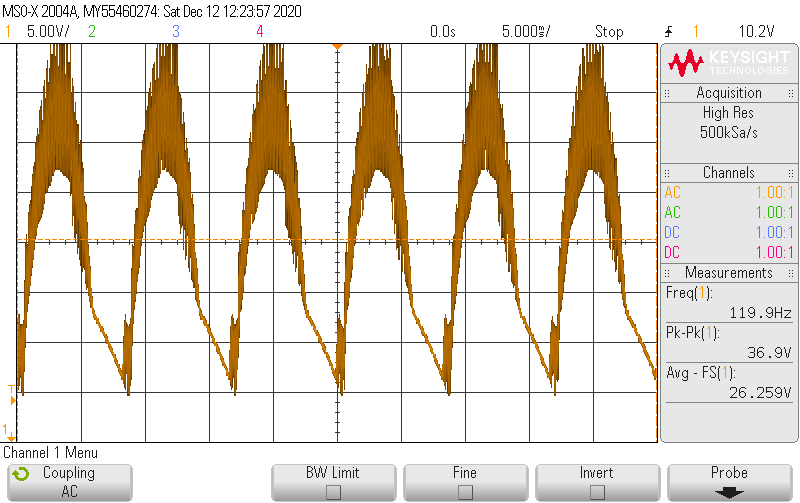 MSO-X 2004A, MY55460274: Sat Dec 12 12:23:57 2020
1 5.00V/ 2 3 4 0.0s 5.000ms/ Stop 1 10.2V
KEYSIGHT
TECHNOLOGIES
Acquisition
High Res
500kSa/s
Channels
AC 1.00:1
AC 1.00:1
DC 1.00:1
DC 1.00:1
Measurements
Freq(1):
119.9Hz
Pk-Pk(1):
36.9V
Avg - FS(1):
26.259V
T
1
Channel 1 Menu
Coupling
AC
BW Limit
Fine
Invert
Probe